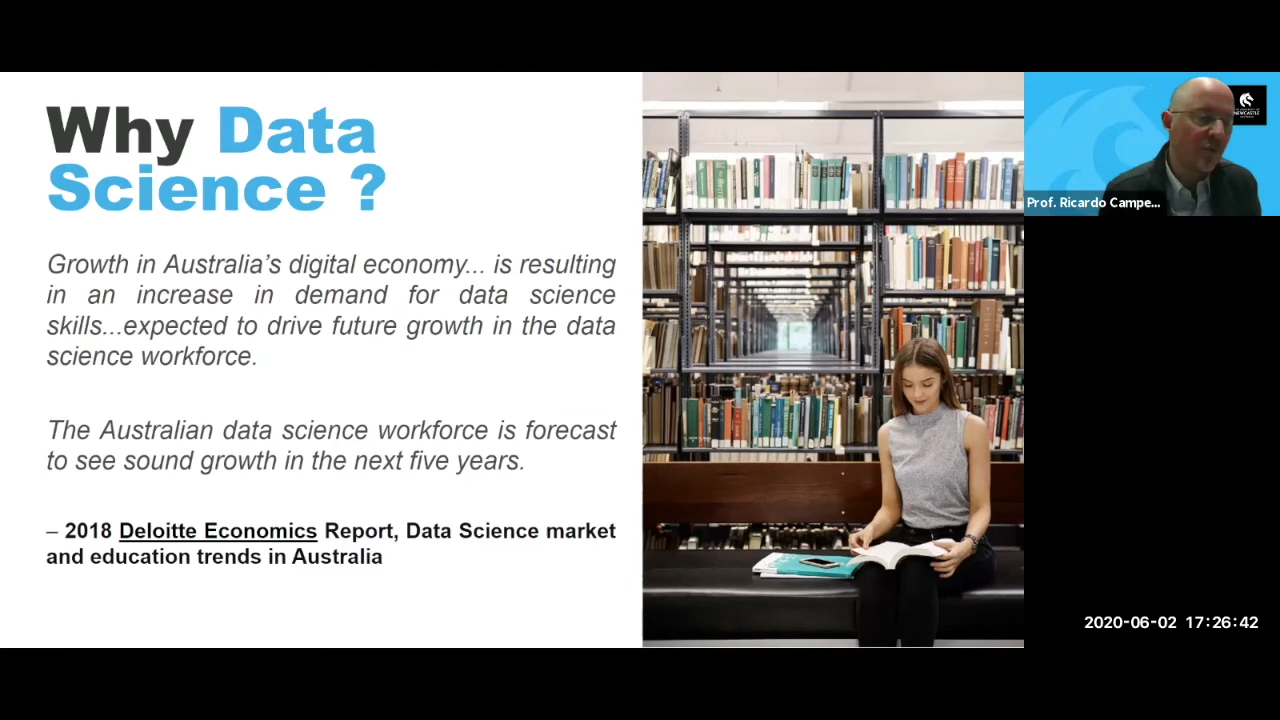 Why Data
Science ?
Growth in Australia's digital economy... is resulting
in an increase in demand for data science
skills...expected to drive future growth in the data
science workforce.
The Australian data science workforce is forecast
to see sound growth in the next five years.
– 2018 Deloitte Economics Report, Data Science market
and education trends in Australia
NEWCASTLE
Prof. Ricardo Campe...
2020-06-02 17:26:42